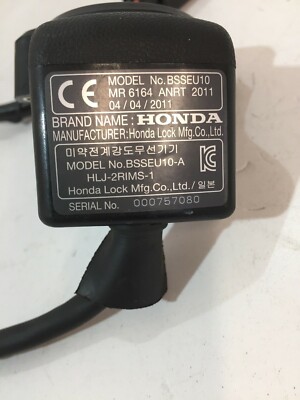 CE MODEL No.BSSEU10
MR 6164 ANRT 2011
04/04/2011
BRAND NAME: HONDA
MANUFACTURER:Honda Lock Mfg.Co.,Ltd.
미약전계강도무선기기
MODEL No.BSSEU10-A
HLJ-2RIMS-1
Honda Lock Mfg.Co.,Ltd./일본
SERIAL No. 000757080